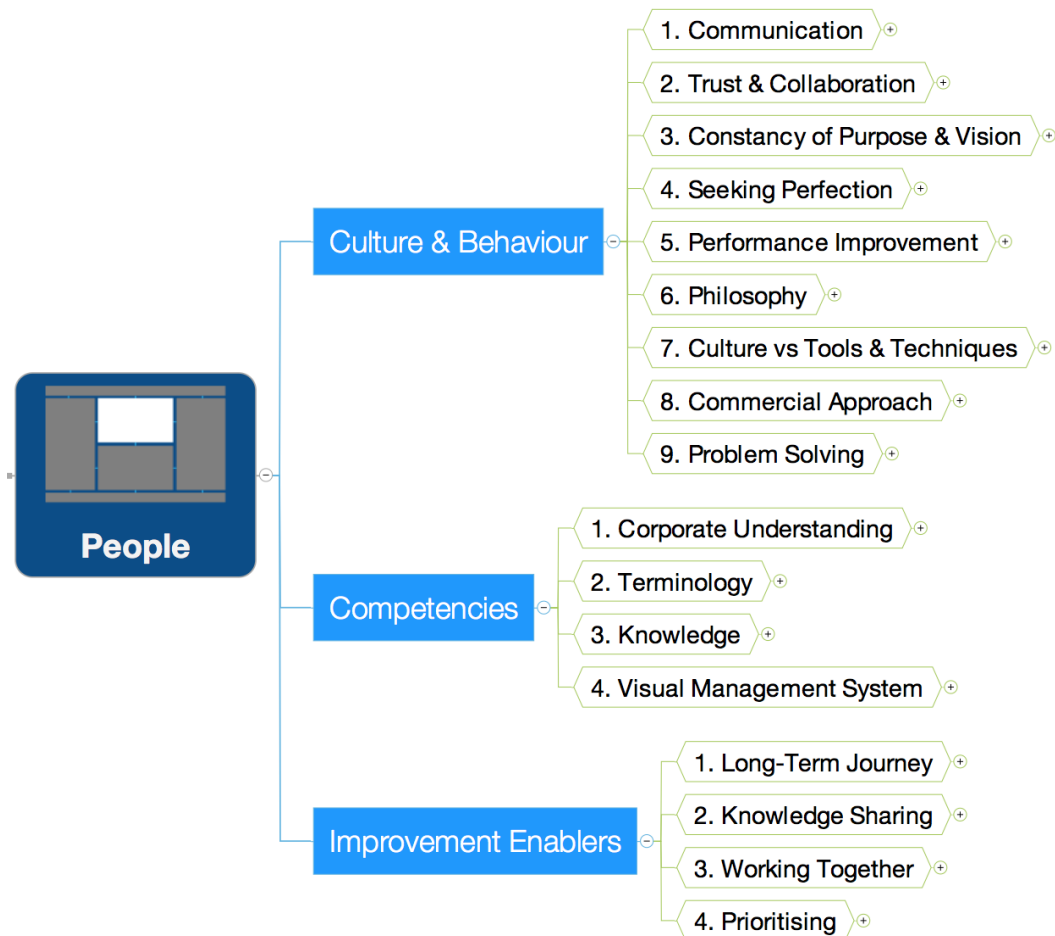 People
Culture & Behaviour
1. Communication
2. Trust & Collaboration
3. Constancy of Purpose & Vision
4. Seeking Perfection
5. Performance Improvement
6. Philosophy
7. Culture vs Tools & Techniques
8. Commercial Approach
9. Problem Solving
Competencies
1. Corporate Understanding
2. Terminology
3. Knowledge
4. Visual Management System
Improvement Enablers
1. Long-Term Journey
2. Knowledge Sharing
3. Working Together
4. Prioritising